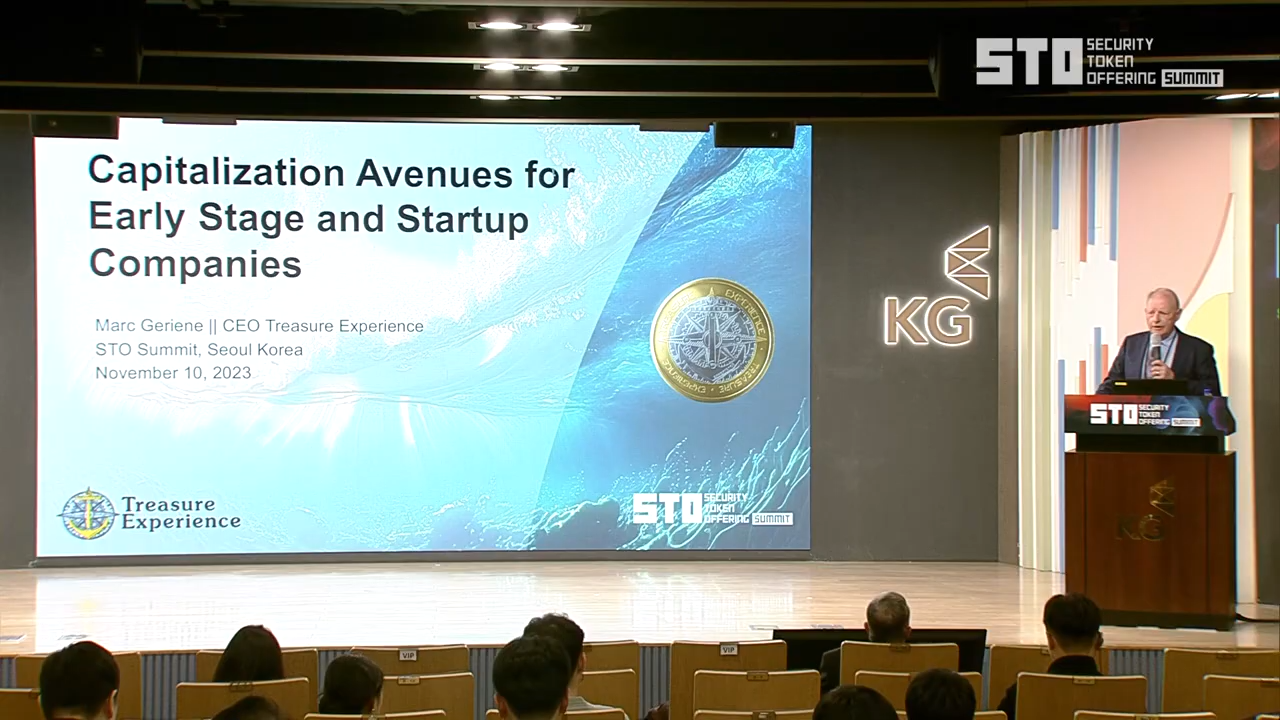 STO SECURITY
TOKEN
OFFERING SUMMIT
Capitalization Avenues for
Early Stage and Startup
Companies
Marc Geriene || CEO Treasure Experience
STO Summit, Seoul Korea
November 10, 2023
EXPERIENCE
TREASURE
Treasure
Experience
STO SECURITY
TOKEN
OFFERING SUMMIT
KG
STO SECURITY
TOKEN
OFFERING SUMMIT
KG
VIP
VIP